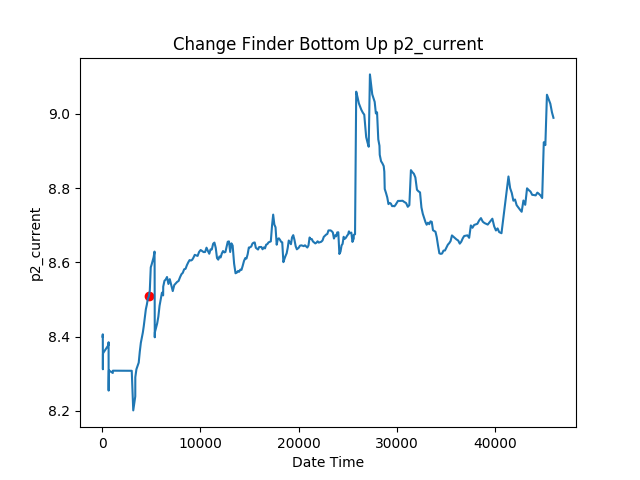 Change Finder Bottom Up p2_current
9.0
8.8
8.6
8.4
8.2
p2_current
0 10000 20000 30000 40000
Date Time